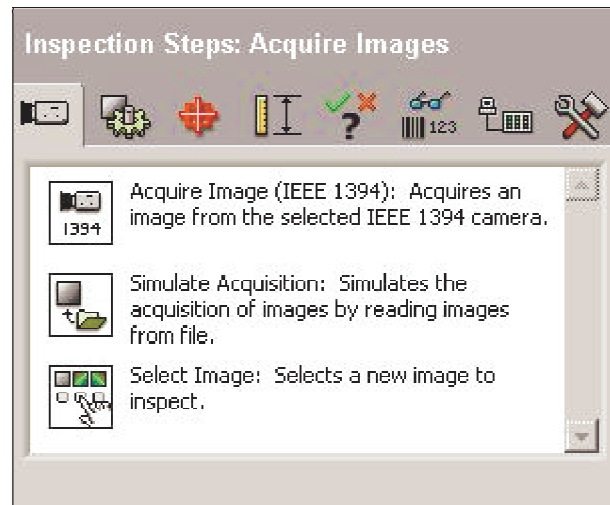 Inspection Steps: Acquire Images
?
123
Acquire Image (IEEE 1394): Acquires an
image from the selected IEEE 1394 camera.
1394
Simulate Acquisition: Simulates the
acquisition of images by reading images
from file.
Select Image: Selects a new image to
inspect.